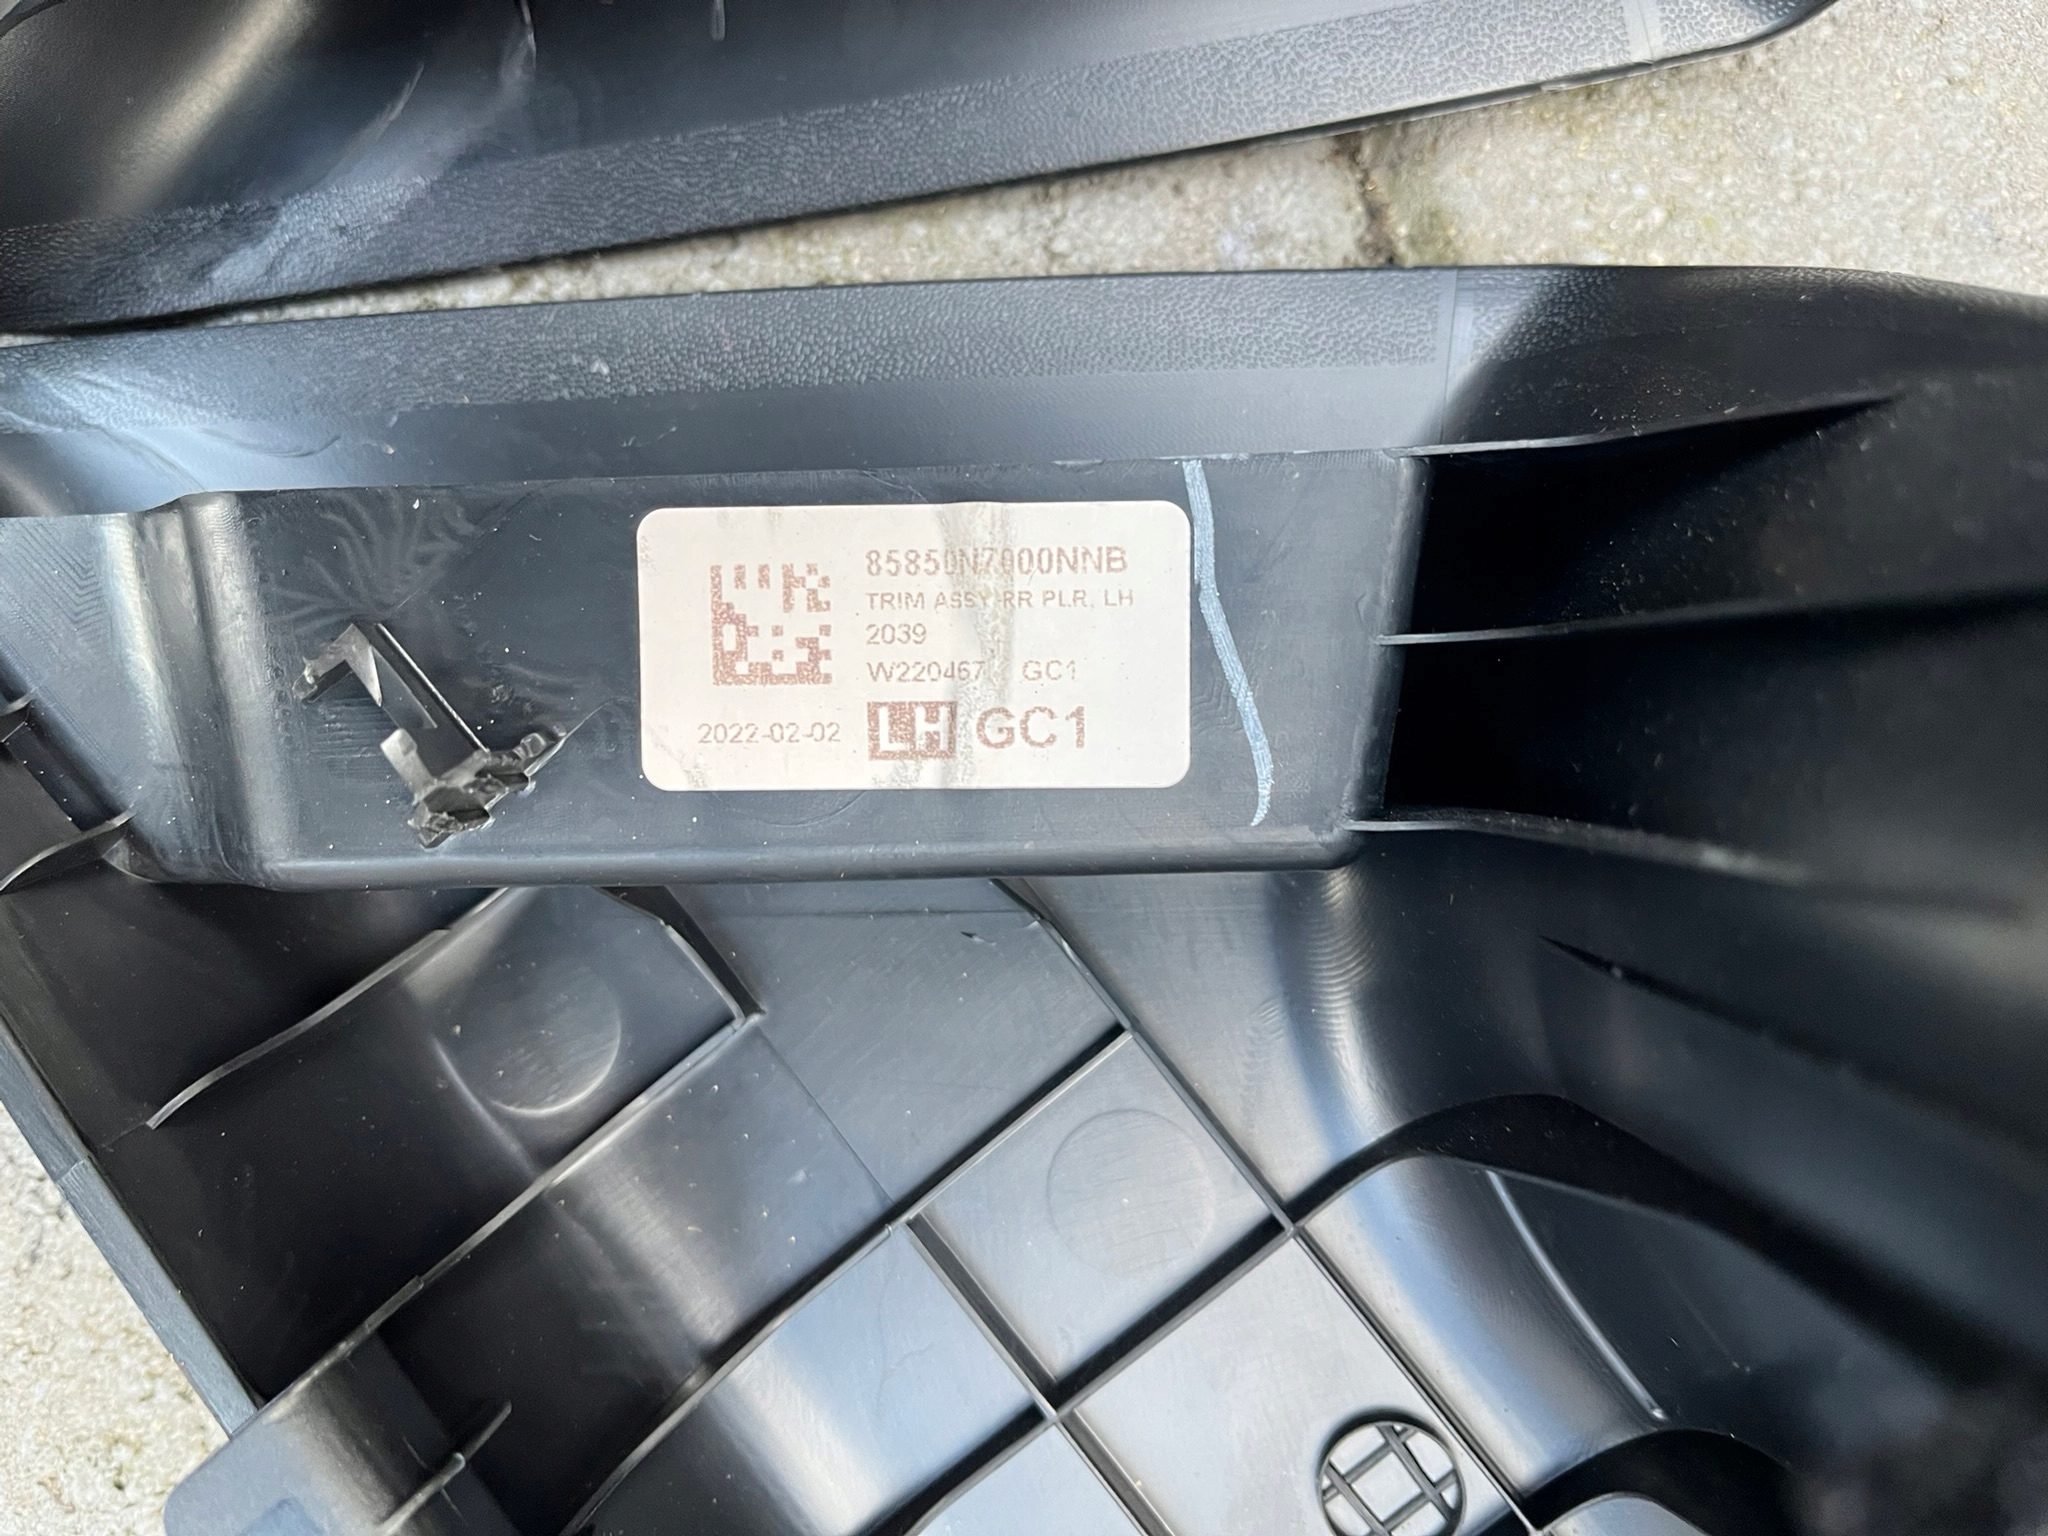 85850N7000NNB
TRIM ASSY-RR PLR, LH
2039
W220467 GC1
2022-02-02 LH GC1